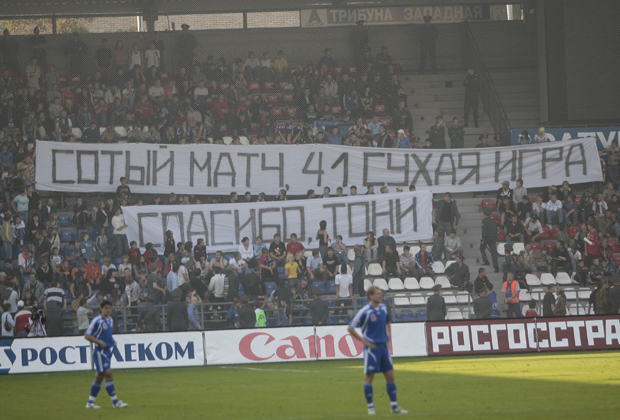 А ТРИБУНА ЗАПАДНАЯ
СОТЫЙ МАТЧ 41 СУХАЯ ИГРА
СПАСИБО ТОНИ
РОСТЕЛЕКОМ
Canon
РОСГОССТРАХ